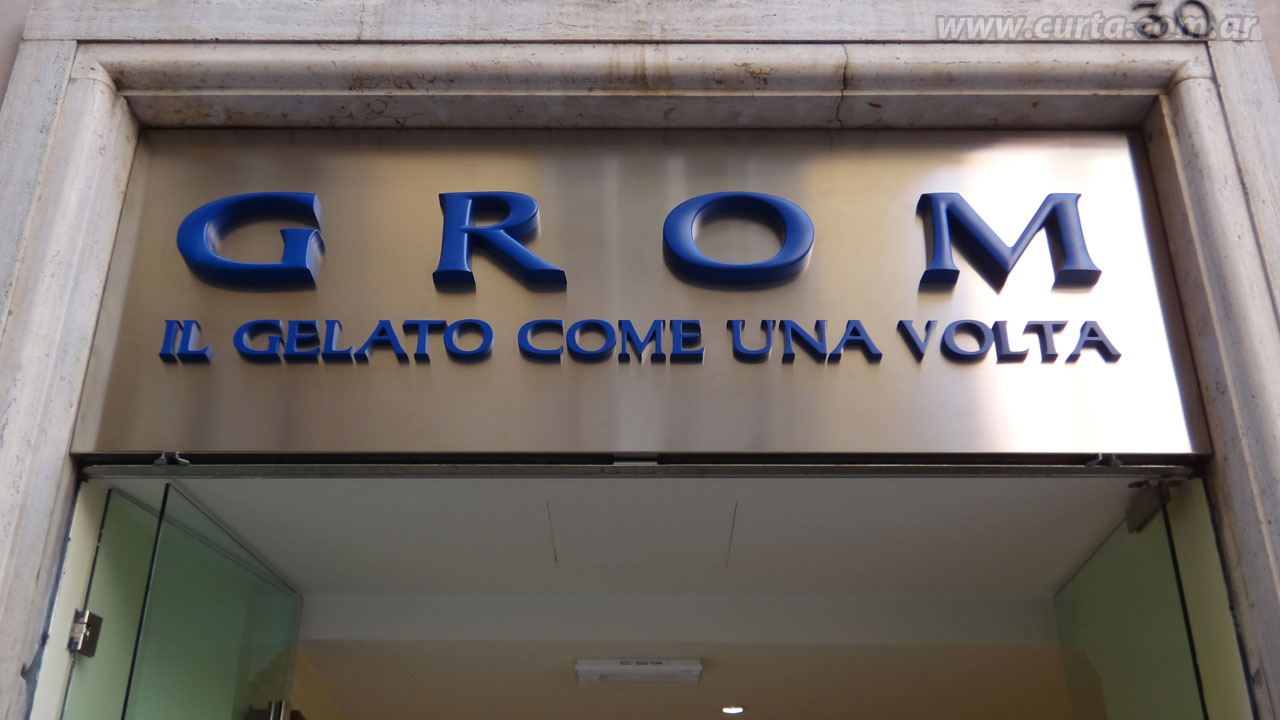 www.curta.com.ar
30
GROM
IL GELATO COME UNA VOLTA